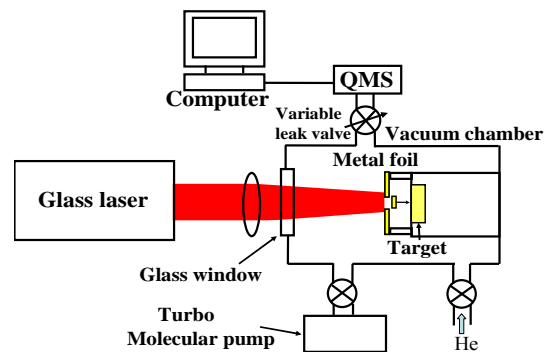 QMS
Computer
Variable
leak valve
Vacuum chamber
Metal foil
Glass laser
Target
Glass window
Turbo
Molecular pump
He